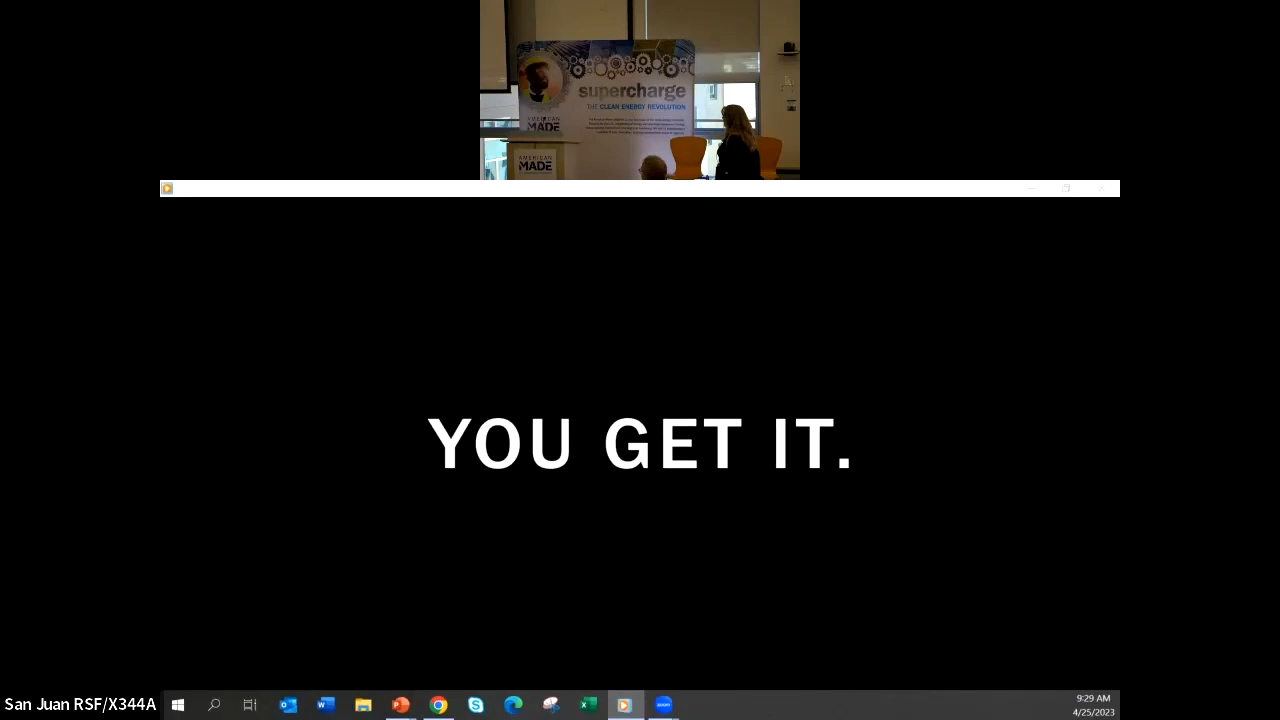 supercharge
THE CLEAN ENERGY REVOLUTION
AMERICAN
MADE
AMERICAN
MADE
YOU GET IT.
San Juan RSF/X344A
zoom
9:29 AM
4/25/2023